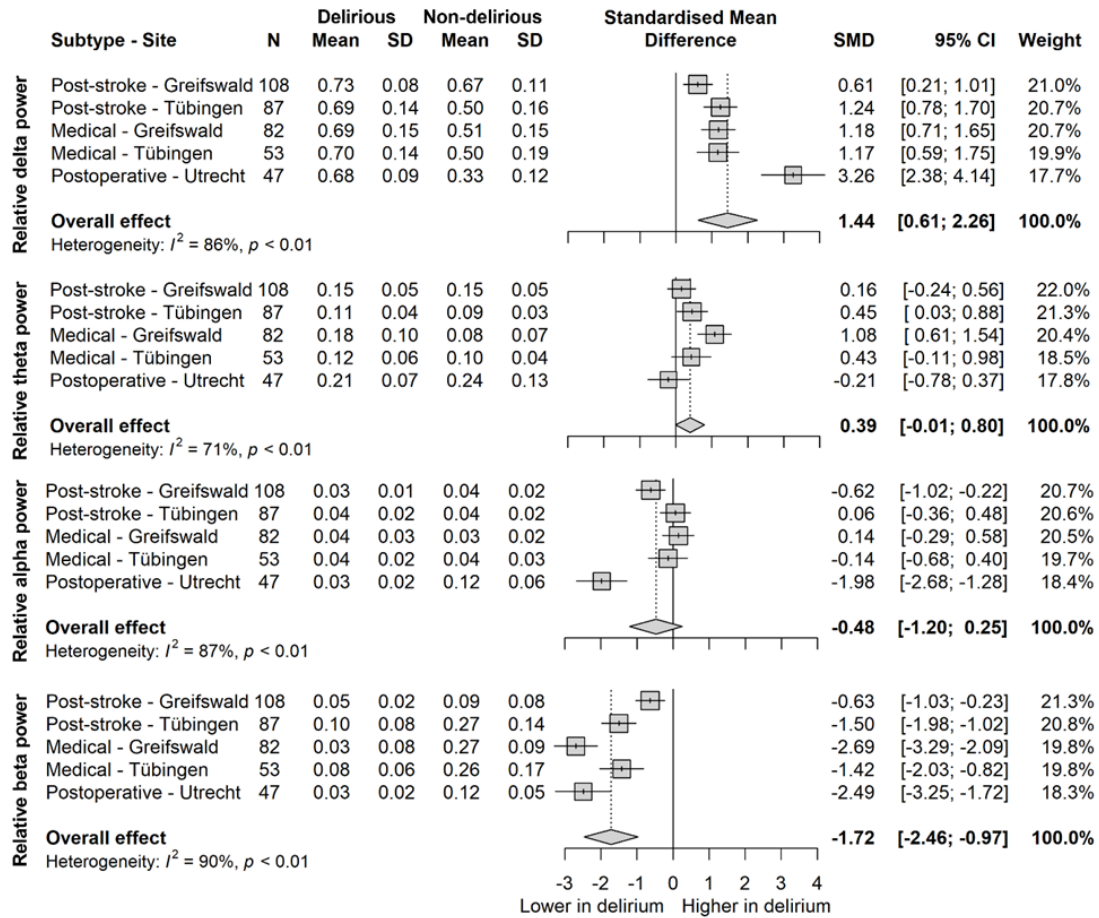 Delirious Non-delirious Standardised Mean
Subtype - Site N Mean SD Mean SD Difference SMD 95% CI Weight
Relative delta power
Post-stroke - Greifswald 108 0.73 0.08 0.67 0.11 0.61 [0.21; 1.01] 21.0%
Post-stroke - Tübingen 87 0.69 0.14 0.50 0.16 1.24 [0.78; 1.70] 20.7%
Medical - Greifswald 82 0.69 0.15 0.51 0.15 1.18 [0.71; 1.65] 20.7%
Medical - Tübingen 53 0.70 0.14 0.50 0.19 1.17 [0.59; 1.75] 19.9%
Postoperative - Utrecht 47 0.68 0.09 0.33 0.12 3.26 [2.38; 4.14] 17.7%
Overall effect 1.44 [0.61; 2.26] 100.0%
Heterogeneity: I² = 86%, p < 0.01
Relative theta power
Post-stroke - Greifswald 108 0.15 0.05 0.15 0.05 0.16 [-0.24; 0.56] 22.0%
Post-stroke - Tübingen 87 0.11 0.04 0.09 0.03 0.45 [ 0.03; 0.88] 21.3%
Medical - Greifswald 82 0.18 0.10 0.08 0.07 1.08 [ 0.61; 1.54] 20.4%
Medical - Tübingen 53 0.12 0.06 0.10 0.04 0.43 [-0.11; 0.98] 18.5%
Postoperative - Utrecht 47 0.21 0.07 0.24 0.13 -0.21 [-0.78; 0.37] 17.8%
Overall effect 0.39 [-0.01; 0.80] 100.0%
Heterogeneity: I² = 71%, p < 0.01
Relative alpha power
Post-stroke - Greifswald 108 0.03 0.01 0.04 0.02 -0.62 [-1.02; -0.22] 20.7%
Post-stroke - Tübingen 87 0.04 0.02 0.04 0.02 0.06 [-0.36; 0.48] 20.6%
Medical - Greifswald 82 0.04 0.03 0.03 0.02 0.14 [-0.29; 0.58] 20.5%
Medical - Tübingen 53 0.04 0.02 0.04 0.03 -0.14 [-0.68; 0.40] 19.7%
Postoperative - Utrecht 47 0.03 0.02 0.12 0.06 -1.98 [-2.68; -1.28] 18.4%
Overall effect -0.48 [-1.20; 0.25] 100.0%
Heterogeneity: I² = 87%, p < 0.01
Relative beta power
Post-stroke - Greifswald 108 0.05 0.02 0.09 0.08 -0.63 [-1.03; -0.23] 21.3%
Post-stroke - Tübingen 87 0.10 0.08 0.27 0.14 -1.50 [-1.98; -1.02] 20.8%
Medical - Greifswald 82 0.03 0.08 0.27 0.09 -2.69 [-3.29; -2.09] 19.8%
Medical - Tübingen 53 0.08 0.06 0.26 0.17 -1.42 [-2.03; -0.82] 19.8%
Postoperative - Utrecht 47 0.03 0.02 0.12 0.05 -2.49 [-3.25; -1.72] 18.3%
Overall effect -1.72 [-2.46; -0.97] 100.0%
Heterogeneity: I² = 90%, p < 0.01
-3 -2 -1 0 1 2 3 4
Lower in delirium Higher in delirium